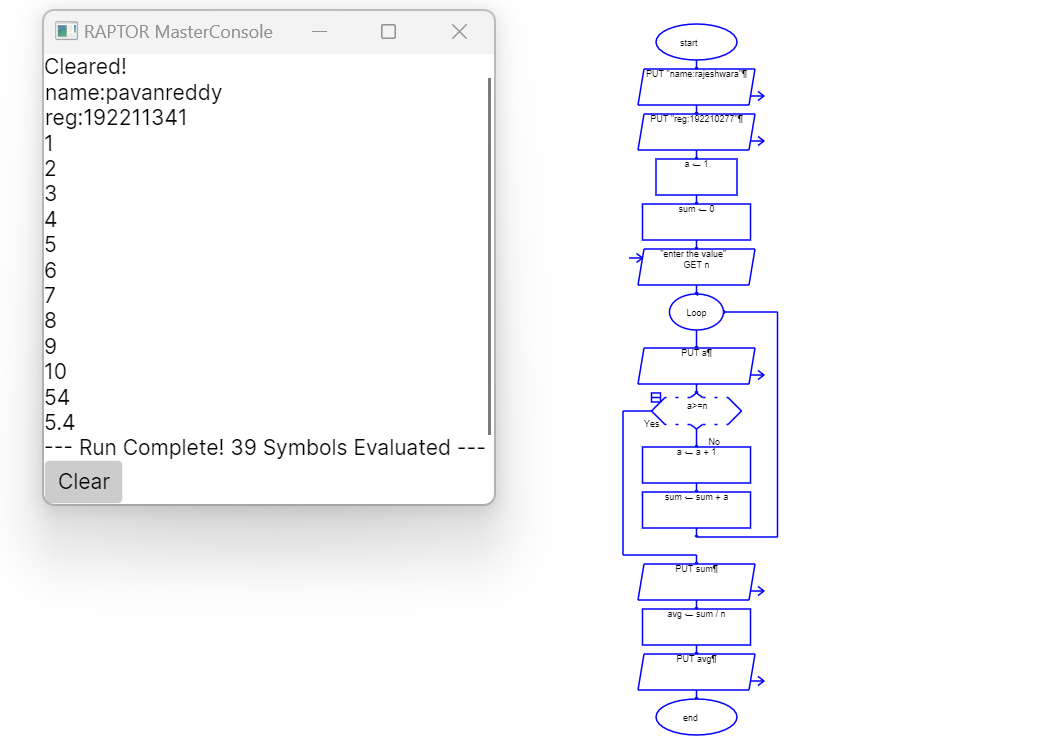 RAPTOR MasterConsole
Cleared!
name:pavanreddy
reg:192211341
1
2
3
4
5
6
7
8
9
10
54
5.4
--- Run Complete! 39 Symbols Evaluated ---
Clear
start
PUT "name:rajeshwara"¶
PUT "reg:192210277"¶
a ← 1
sum ← 0
"enter the value"
GET n
Loop
PUT a¶
a>=n
Yes
No
a ← a + 1
sum ← sum + a
PUT sum¶
avg ← sum / n
PUT avg¶
end